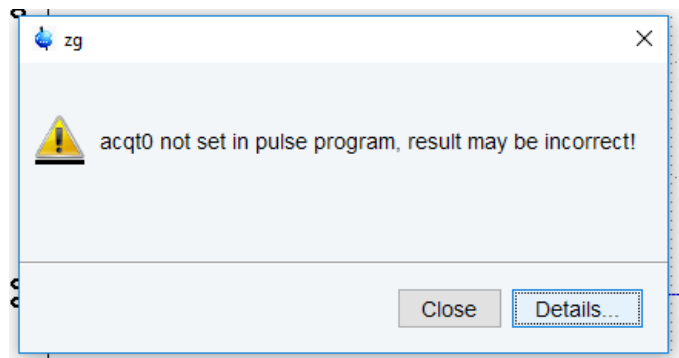 zg
acqt0 not set in pulse program, result may be incorrect!
Close
Details...